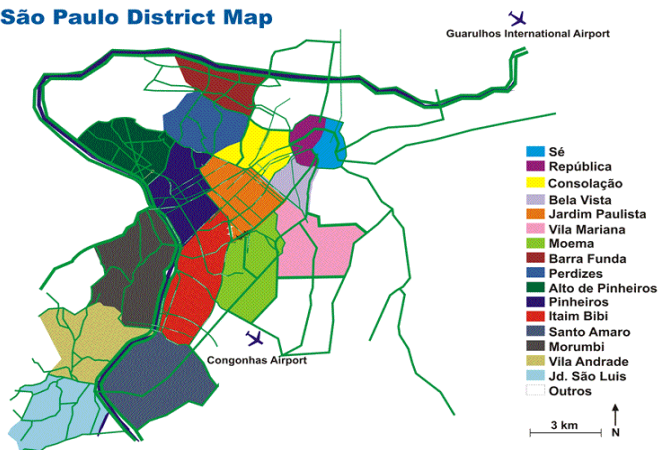 São Paulo District Map
Guarulhos International Airport
Sé
República
Consolação
Bela Vista
Jardim Paulista
Vila Mariana
Moema
Barra Funda
Perdizes
Alto de Pinheiros
Pinheiros
Itaim Bibi
Santo Amaro
Morumbi
Vila Andrade
Jd. São Luis
Outros
Congonhas Airport
3 km
N